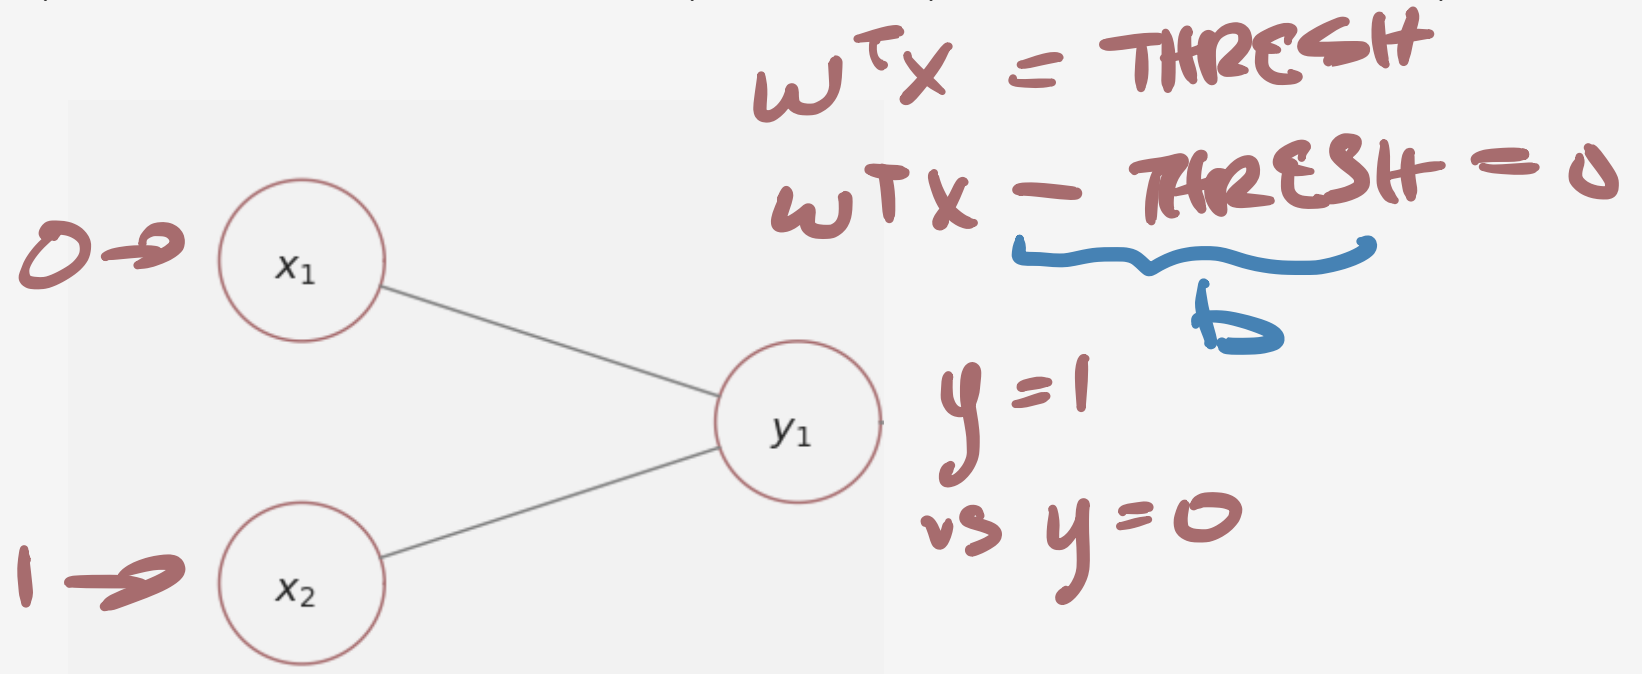 wᵀx = THRESH
wᵀx − THRESH = 0
b
0 → x₁
y₁
y = 1
vs y = 0
1 → x₂